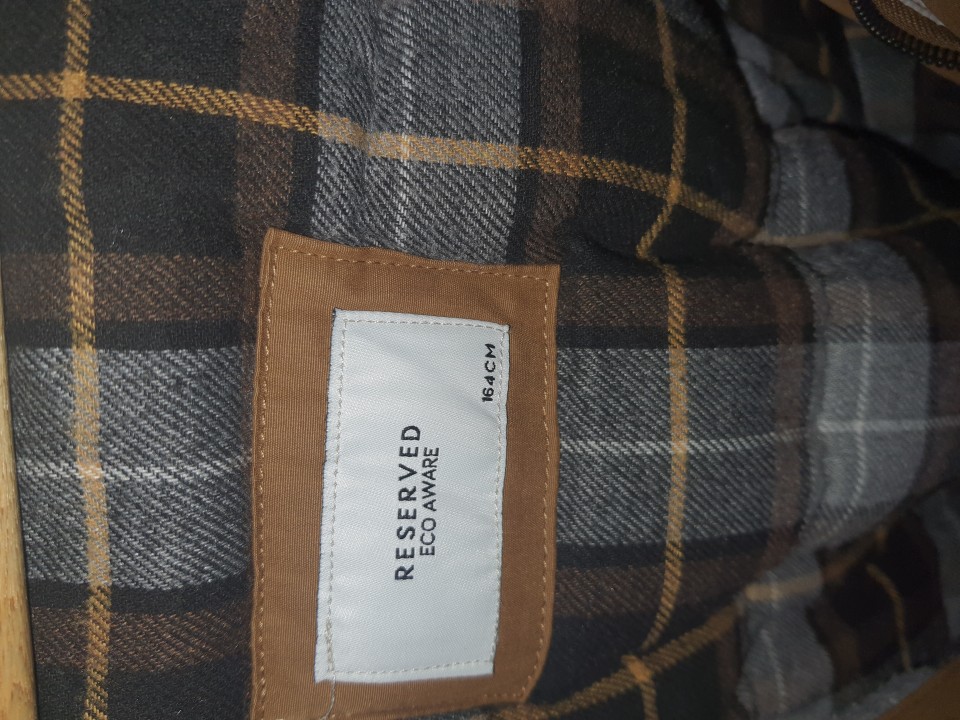 RESERVED
ECO AWARE
164CM